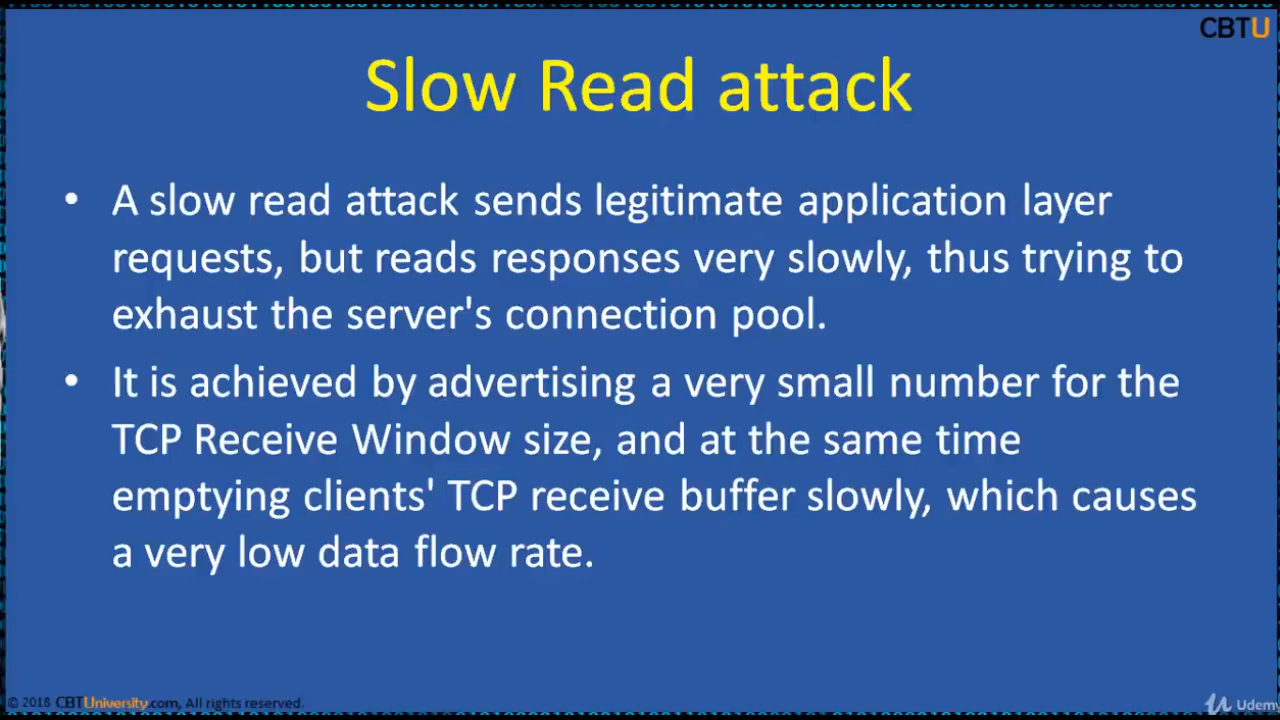 CBTU
Slow Read attack
• A slow read attack sends legitimate application layer
requests, but reads responses very slowly, thus trying to
exhaust the server's connection pool.
• It is achieved by advertising a very small number for the
TCP Receive Window size, and at the same time
emptying clients' TCP receive buffer slowly, which causes
a very low data flow rate.
© 2018 CBTUniversity.com, All rights reserved.
Udemy